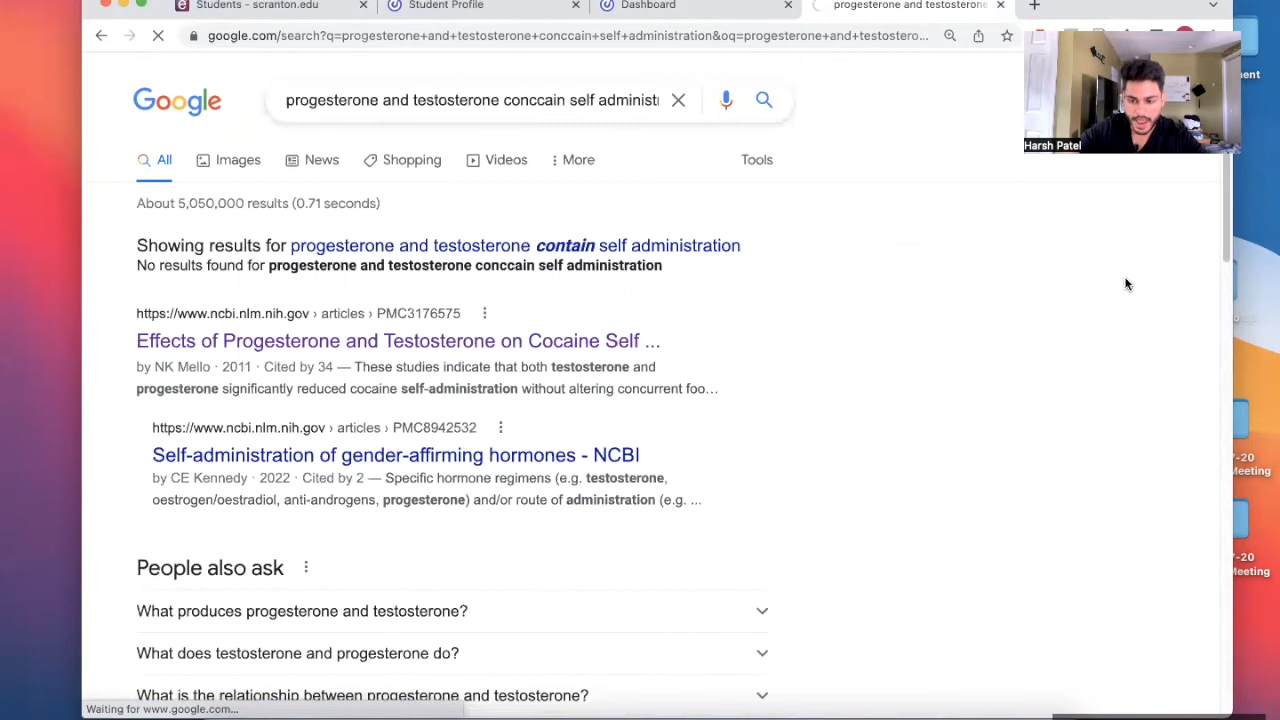 Students - scranton.edu
Student Profile
Dashboard
progesterone and testosterone
google.com/search?q=progesterone+and+testosterone+conccain+self+administration&oq=progesterone+and+testostero...
Google
progesterone and testosterone conccain self administ
Harsh Patel
All
Images
News
Shopping
Videos
More
Tools
About 5,050,000 results (0.71 seconds)
Showing results for progesterone and testosterone contain self administration
No results found for progesterone and testosterone conccain self administration
https://www.ncbi.nlm.nih.gov › articles › PMC3176575
Effects of Progesterone and Testosterone on Cocaine Self ...
by NK Mello · 2011 · Cited by 34 — These studies indicate that both testosterone and
progesterone significantly reduced cocaine self-administration without altering concurrent foo...
https://www.ncbi.nlm.nih.gov › articles › PMC8942532
Self-administration of gender-affirming hormones - NCBI
by CE Kennedy · 2022 · Cited by 2 — Specific hormone regimens (e.g. testosterone,
oestrogen/oestradiol, anti-androgens, progesterone) and/or route of administration (e.g. ...
People also ask
What produces progesterone and testosterone?
What does testosterone and progesterone do?
What is the relationship between progesterone and testosterone?
Waiting for www.google.com...
-20
Meeting
-20
Meeting